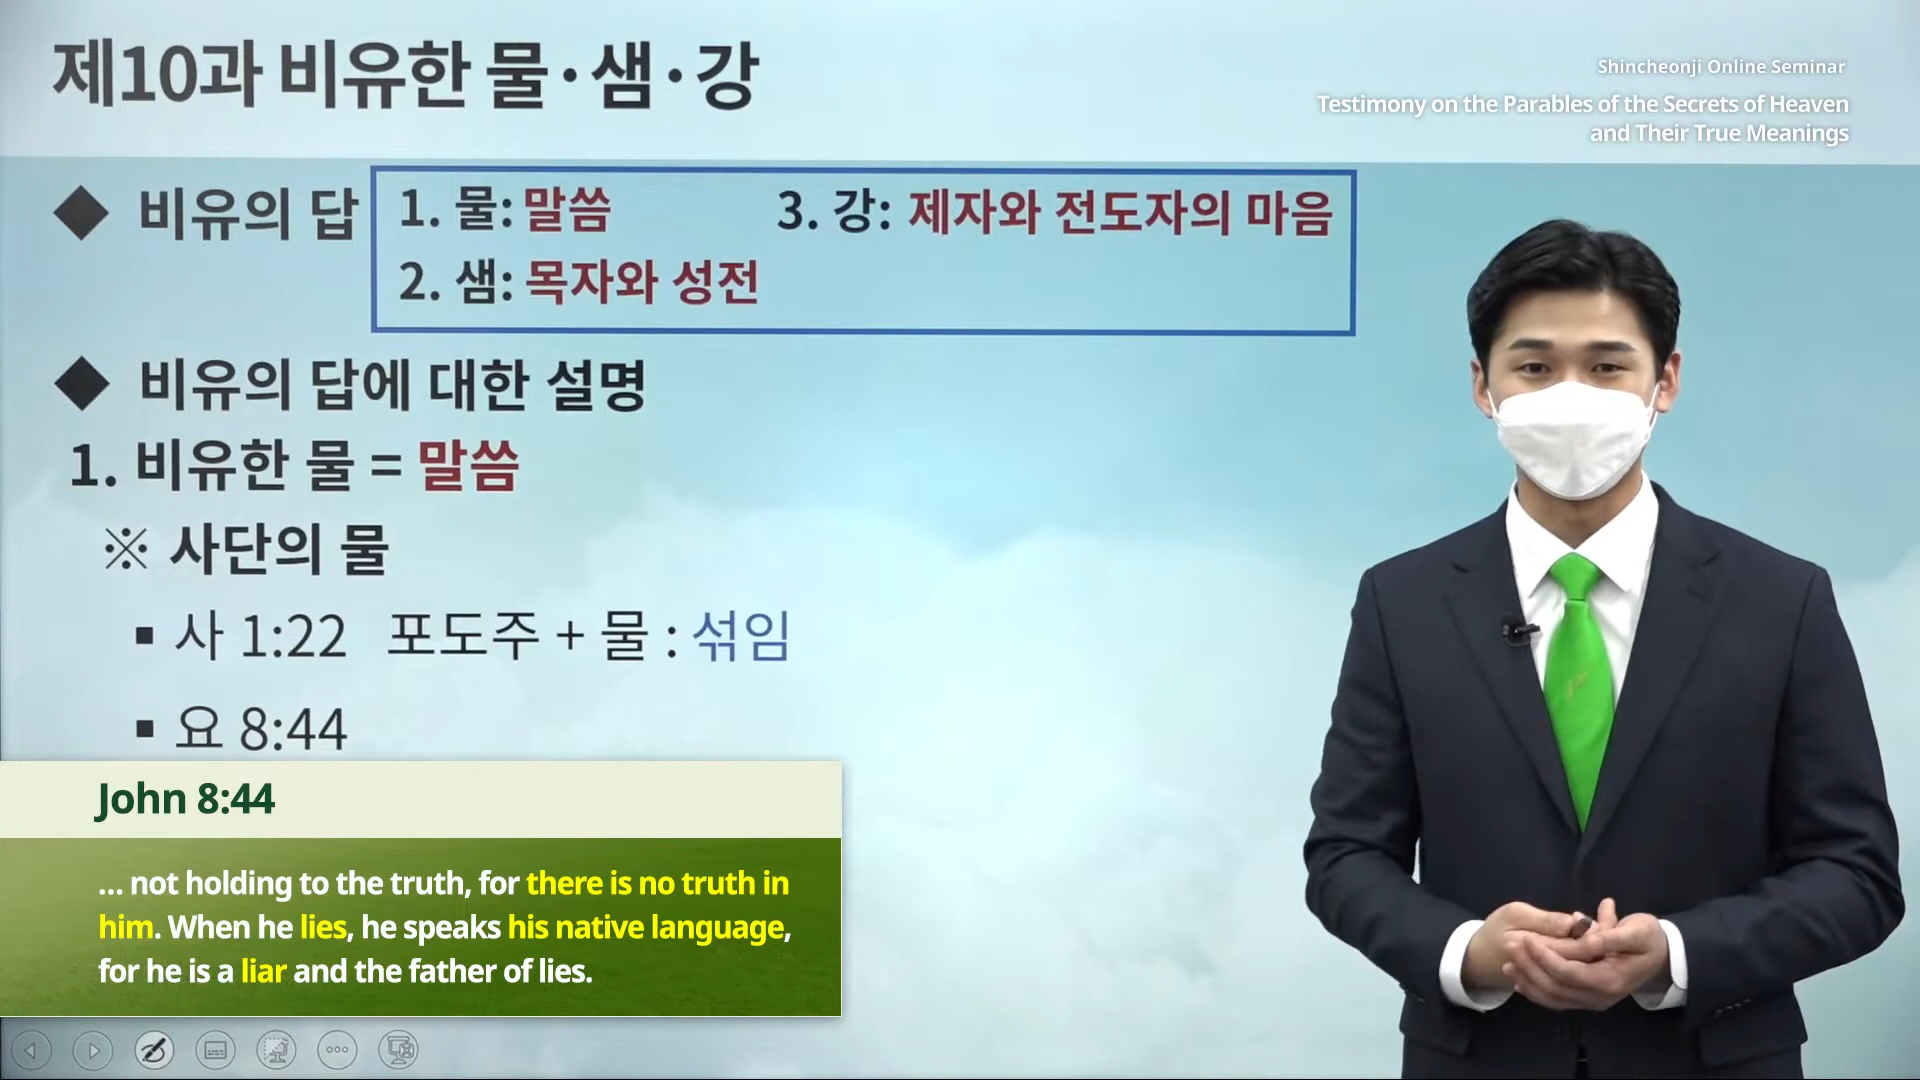 제10과 비유한 물·샘·강
Shincheonji Online Seminar
Testimony on the Parables of the Secrets of Heaven
and Their True Meanings
◆ 비유의 답
1. 물: 말씀 3. 강: 제자와 전도자의 마음
2. 샘: 목자와 성전
◆ 비유의 답에 대한 설명
1. 비유한 물 = 말씀
※ 사단의 물
▪ 사 1:22 포도주 + 물 : 섞임
▪ 요 8:44
John 8:44
... not holding to the truth, for there is no truth in
him. When he lies, he speaks his native language,
for he is a liar and the father of lies.